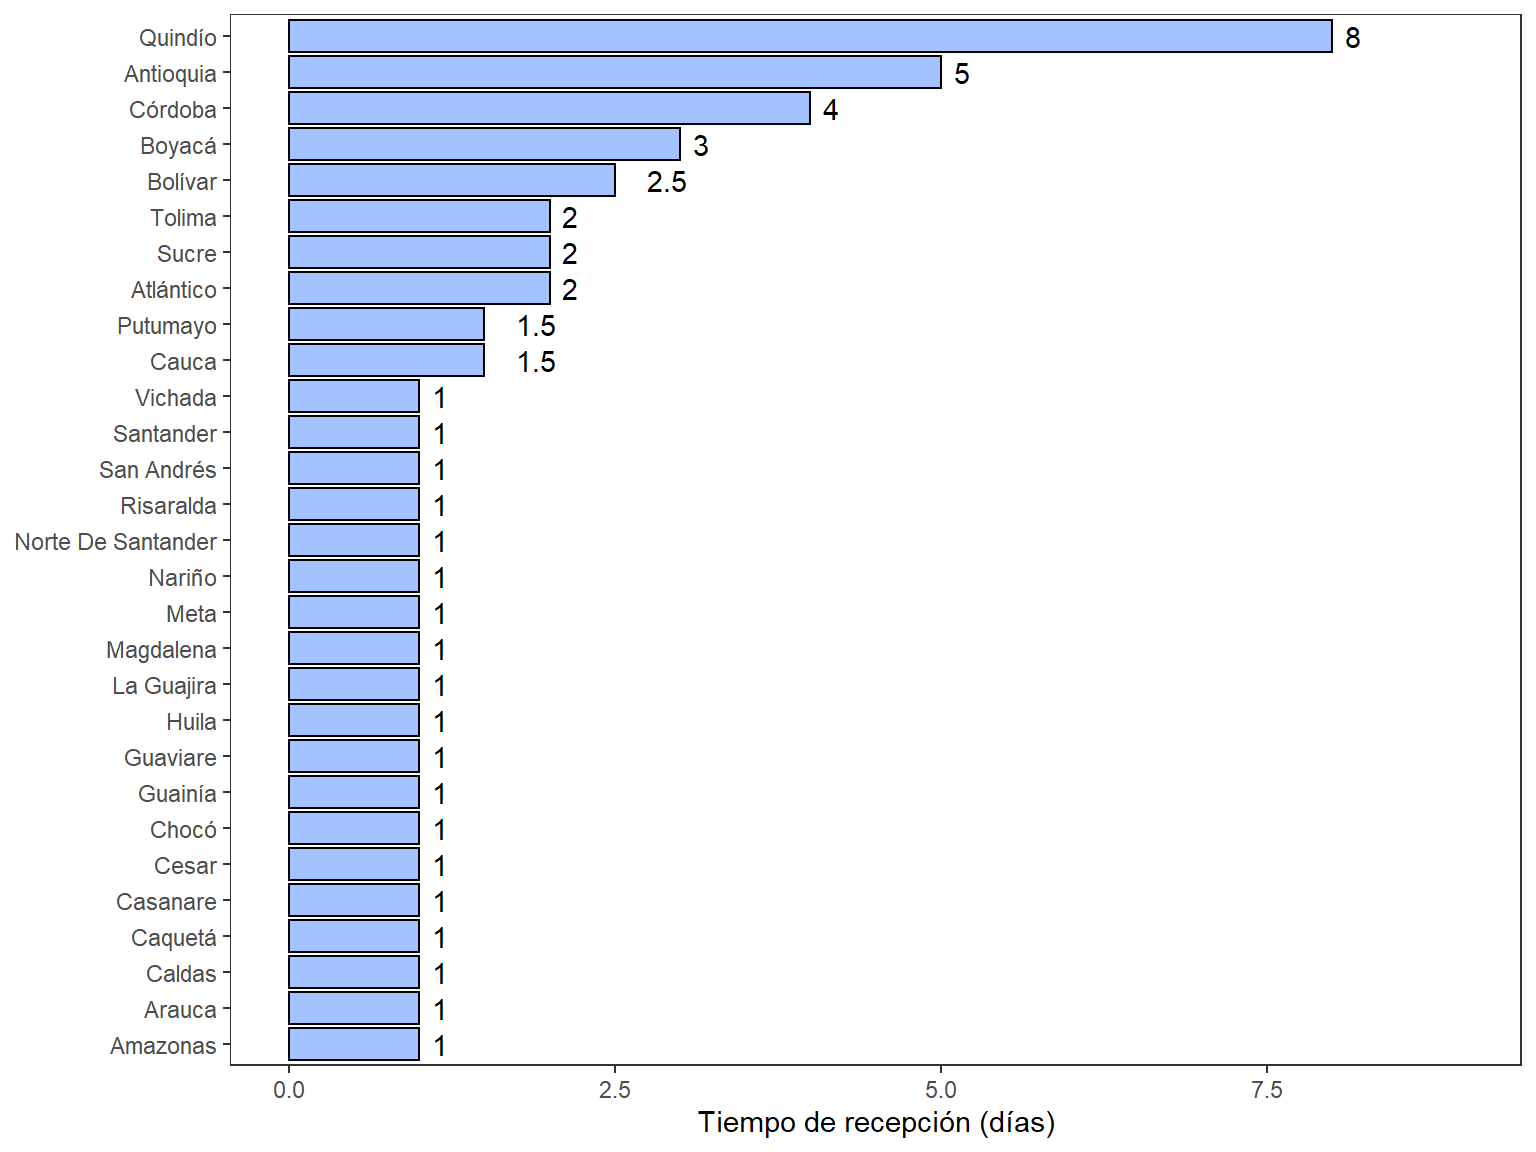 Quindío 8
Antioquia 5
Córdoba 4
Boyacá 3
Bolívar 2.5
Tolima 2
Sucre 2
Atlántico 2
Putumayo 1.5
Cauca 1.5
Vichada 1
Santander 1
San Andrés 1
Risaralda 1
Norte De Santander 1
Nariño 1
Meta 1
Magdalena 1
La Guajira 1
Huila 1
Guaviare 1
Guainía 1
Chocó 1
Cesar 1
Casanare 1
Caquetá 1
Caldas 1
Arauca 1
Amazonas 1
0.0 2.5 5.0 7.5
Tiempo de recepción (días)